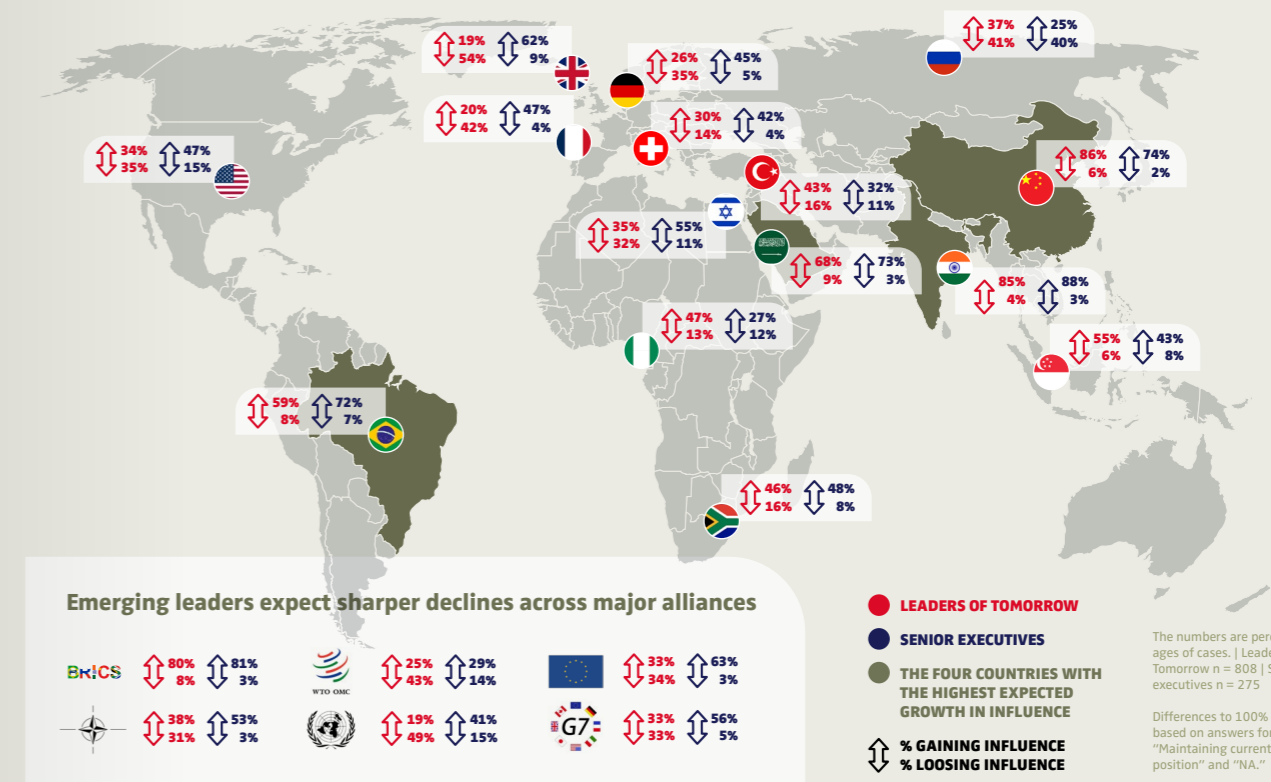 37% 25%
41% 40%
19% 62%
54% 9%
26% 45%
35% 5%
20% 47%
42% 4%
30% 42%
14% 4%
34% 47%
35% 15%
86% 74%
6% 2%
43% 32%
16% 11%
35% 55%
32% 11%
68% 73%
9% 3%
85% 88%
4% 3%
47% 27%
13% 12%
55% 43%
6% 8%
59% 72%
8% 7%
46% 48%
16% 8%
Emerging leaders expect sharper declines across major alliances
BRICS
80% 81%
8% 3%
WTO OMC
25% 29%
43% 14%
33% 63%
34% 3%
38% 53%
31% 3%
19% 41%
49% 15%
G7
33% 56%
33% 5%
LEADERS OF TOMORROW
SENIOR EXECUTIVES
THE FOUR COUNTRIES WITH
THE HIGHEST EXPECTED
GROWTH IN INFLUENCE
% GAINING INFLUENCE
% LOOSING INFLUENCE
The numbers are
ages of cases. |
Tomorrow n = 808 |
executives n = 275
Differences to 100%
based on answers
"Maintaining current
position" and "NA."